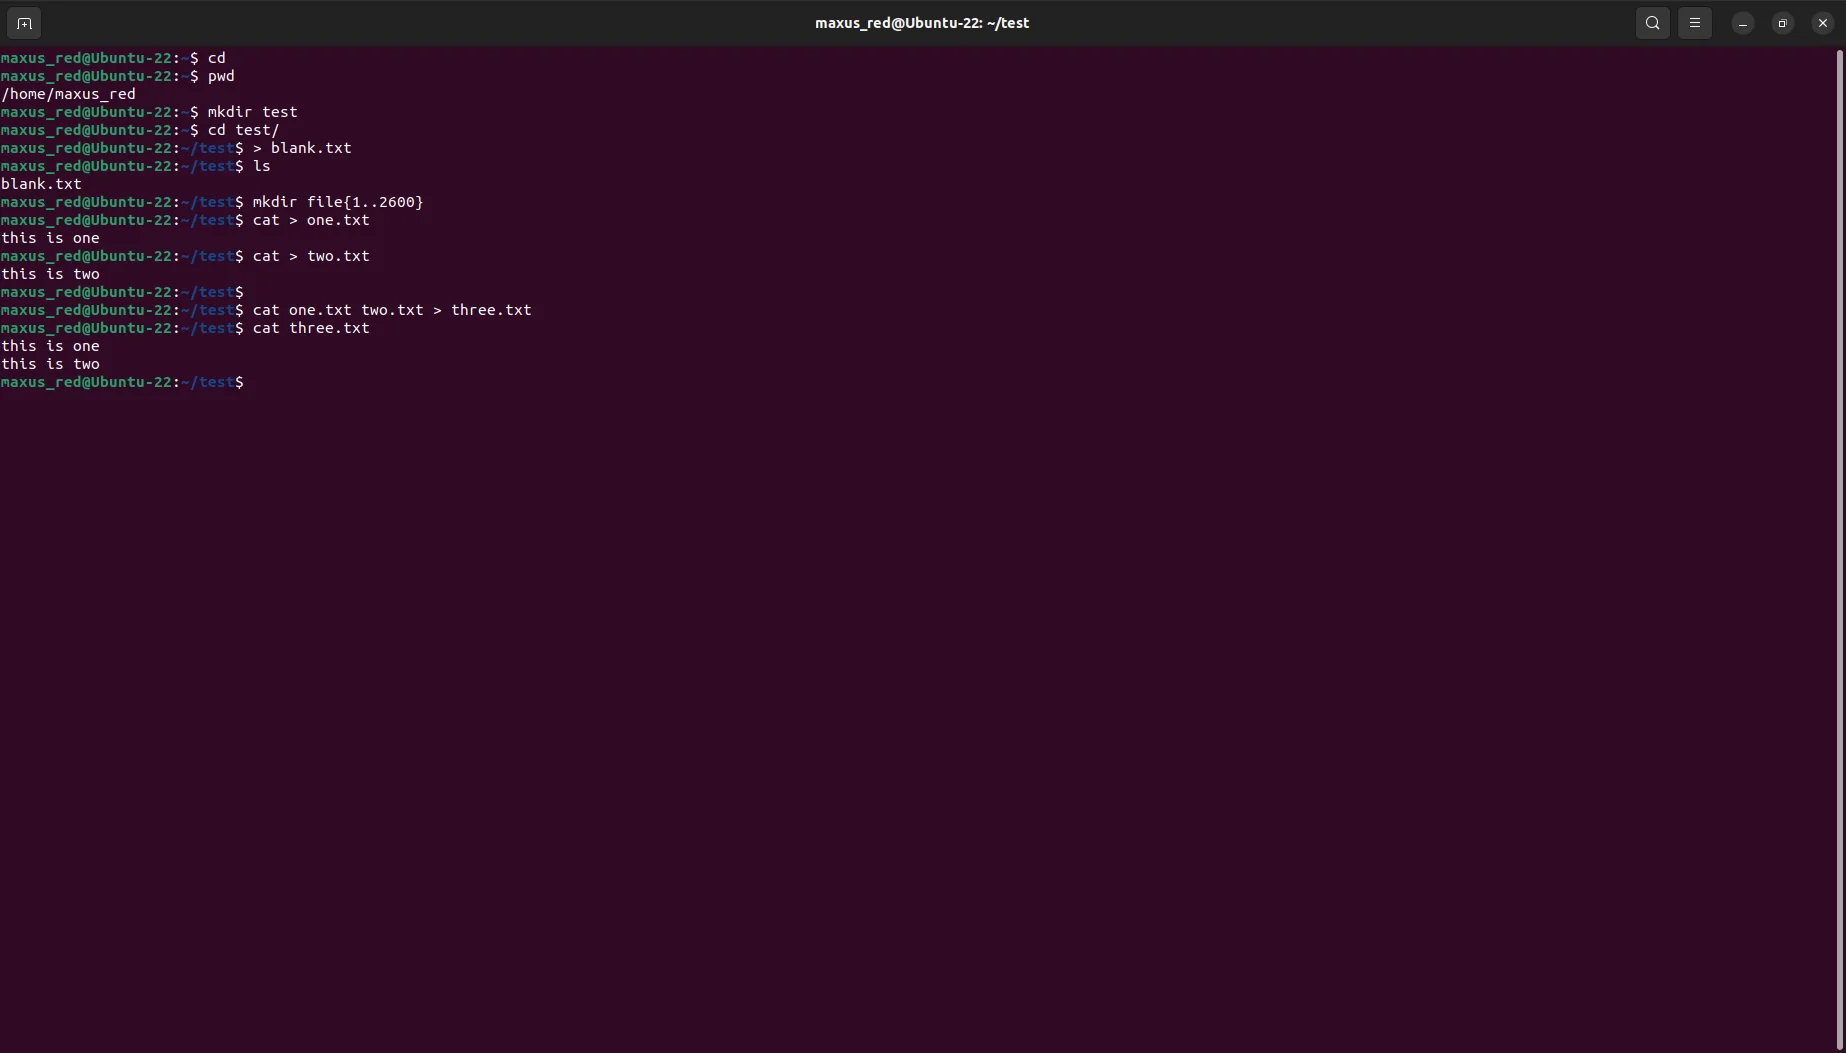 maxus_red@Ubuntu-22: ~/test
maxus_red@Ubuntu-22:~$ cd
maxus_red@Ubuntu-22:~$ pwd
/home/maxus_red
maxus_red@Ubuntu-22:~$ mkdir test
maxus_red@Ubuntu-22:~$ cd test/
maxus_red@Ubuntu-22:~/test$ > blank.txt
maxus_red@Ubuntu-22:~/test$ ls
blank.txt
maxus_red@Ubuntu-22:~/test$ mkdir file{1..2600}
maxus_red@Ubuntu-22:~/test$ cat > one.txt
this is one
maxus_red@Ubuntu-22:~/test$ cat > two.txt
this is two
maxus_red@Ubuntu-22:~/test$
maxus_red@Ubuntu-22:~/test$ cat one.txt two.txt > three.txt
maxus_red@Ubuntu-22:~/test$ cat three.txt
this is one
this is two
maxus_red@Ubuntu-22:~/test$